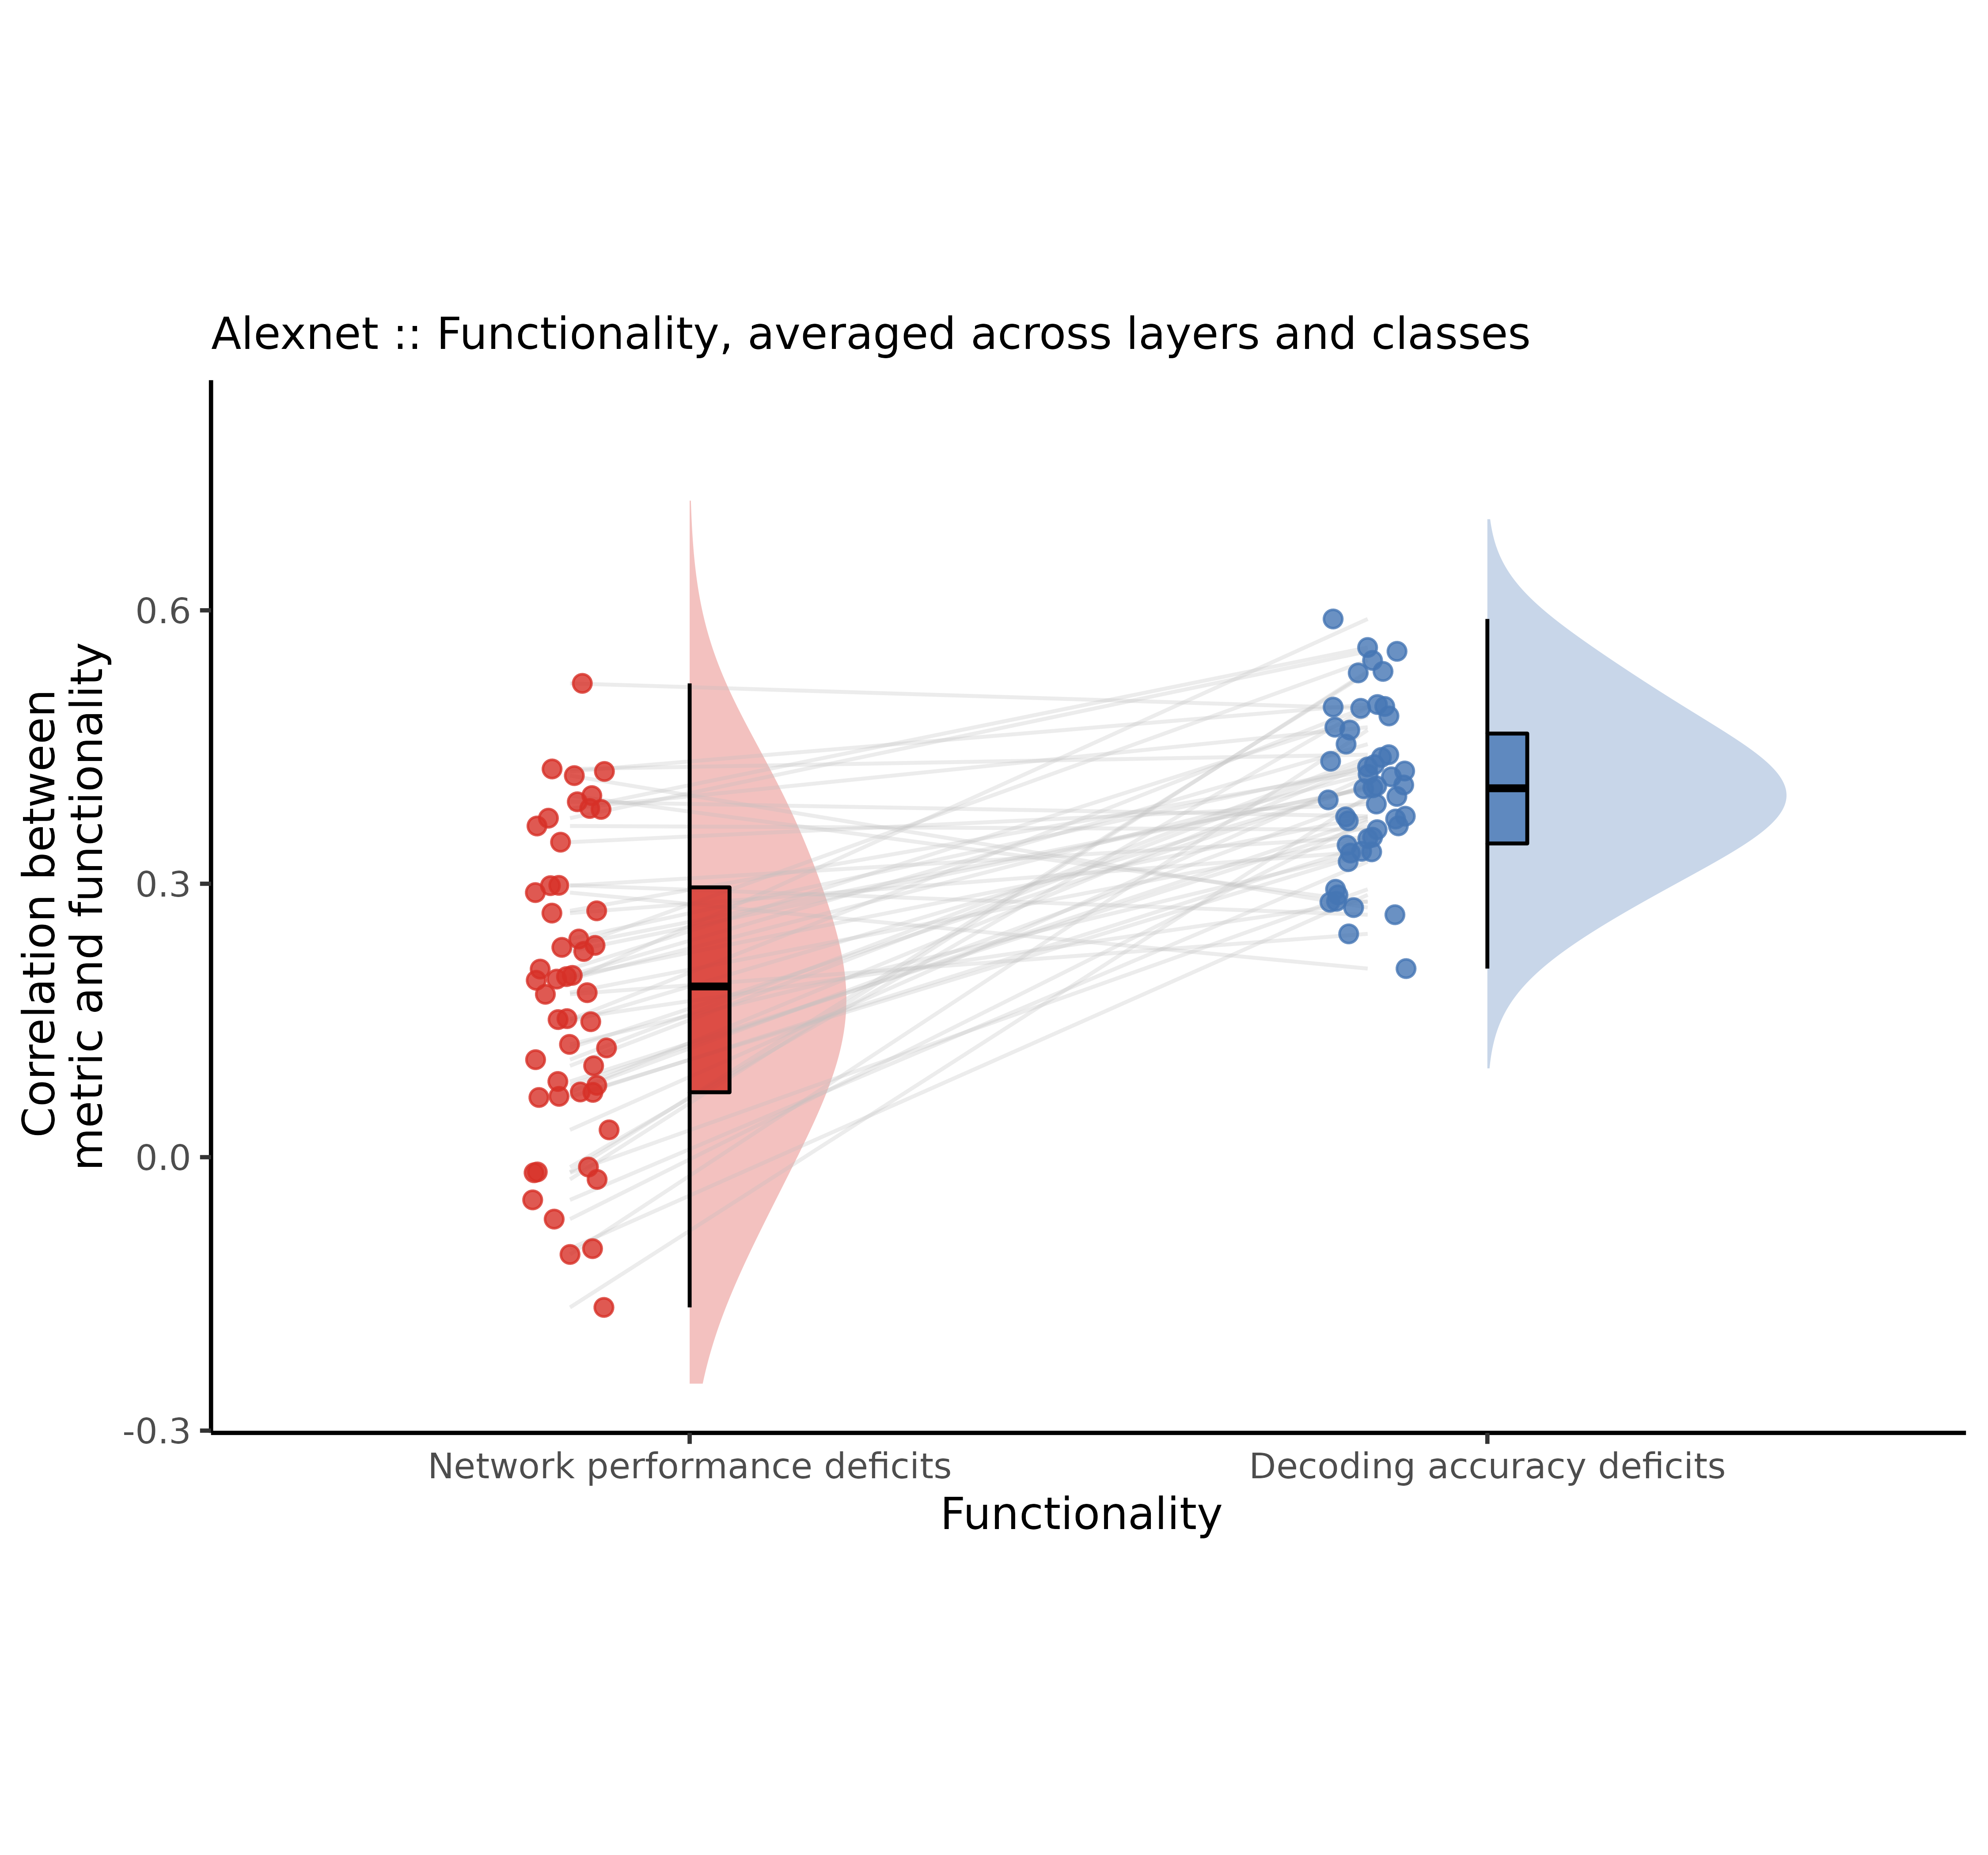 Alexnet :: Functionality, averaged across layers and classes
Correlation between
metric and functionality
0.6
0.3
0.0
-0.3
Network performance deficits
Decoding accuracy deficits
Functionality